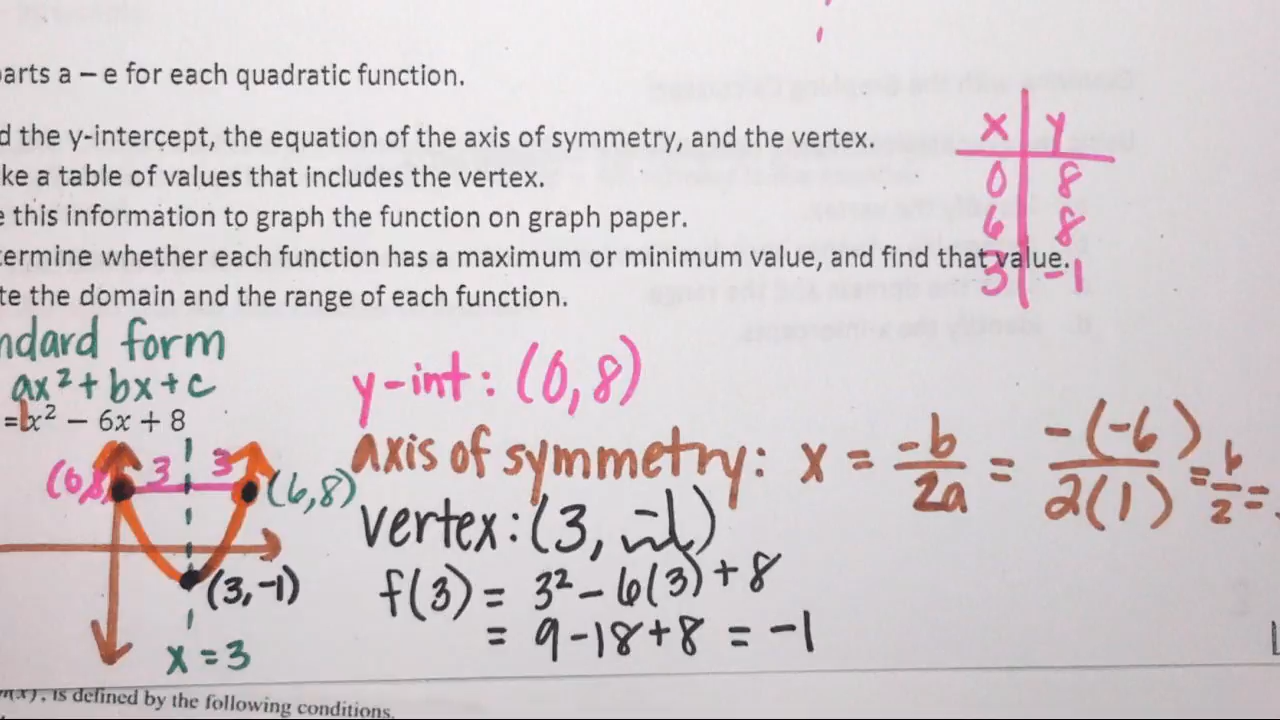 arts a – e for each quadratic function.
d the y-intercept, the equation of the axis of symmetry, and the vertex.
ke a table of values that includes the vertex.
e this information to graph the function on graph paper.
termine whether each function has a maximum or minimum value, and find that value.
te the domain and the range of each function.
x | y
0 | 8
6 | 8
3 | -1
ndard form
ax² + bx + c
= 1x² – 6x + 8
y-int: (0,8)
axis of symmetry: x = -b/2a = -(-6)/2(1) = 6/2 =
vertex: (3, -1)
f(3) = 3² - 6(3) + 8
= 9 - 18 + 8 = -1
(0,8) 3 3 (6,8)
(3,-1)
x = 3
, is defined by the following conditions.